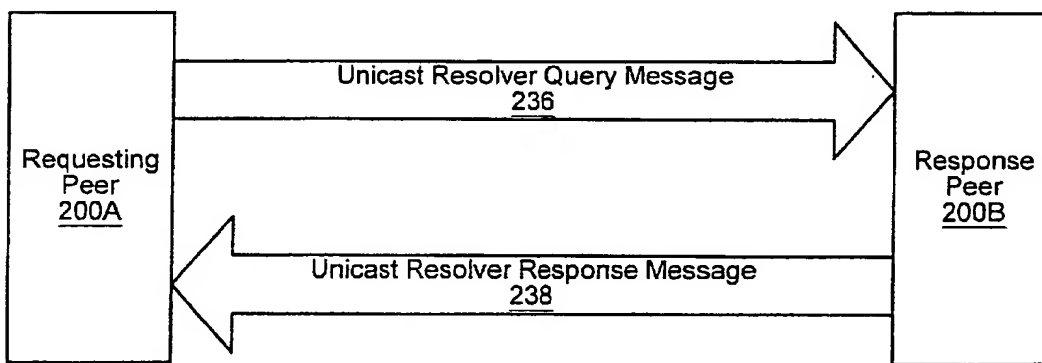 Unicast Resolver Query Message
236
Requesting
Peer
200A
Response
Peer
200B
Unicast Resolver Response Message
238